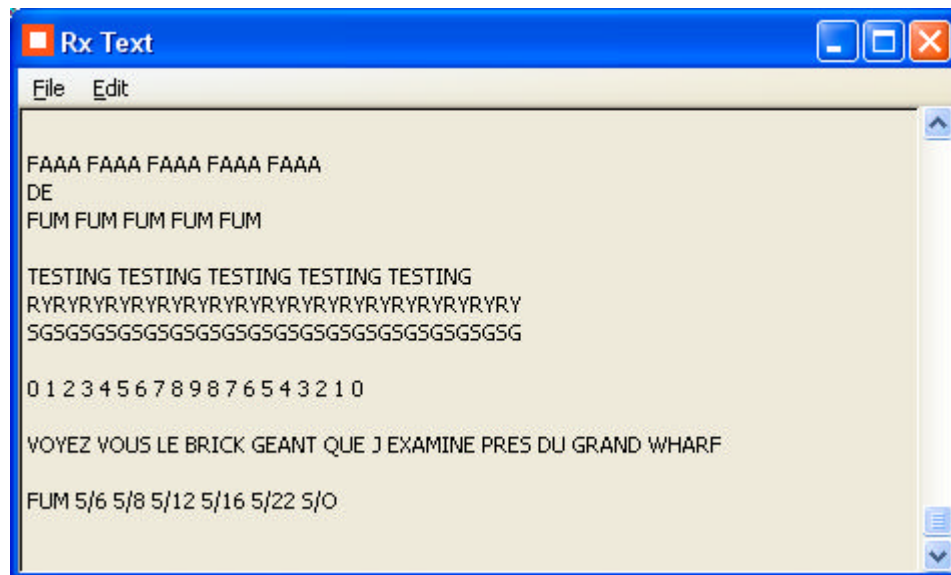 Rx Text
File Edit
FAAA FAAA FAAA FAAA FAAA
DE
FUM FUM FUM FUM FUM
TESTING TESTING TESTING TESTING TESTING
RYRYRYRYRYRYRYRYRYRYRYRYRYRYRYRYRYRYRY
SGSGSGSGSGSGSGSGSGSGSGSGSGSGSGSGSGSGSG
0 1 2 3 4 5 6 7 8 9 8 7 6 5 4 3 2 1 0
VOYEZ VOUS LE BRICK GEANT QUE J EXAMINE PRES DU GRAND WHARF
FUM 5/6 5/8 5/12 5/16 5/22 S/O